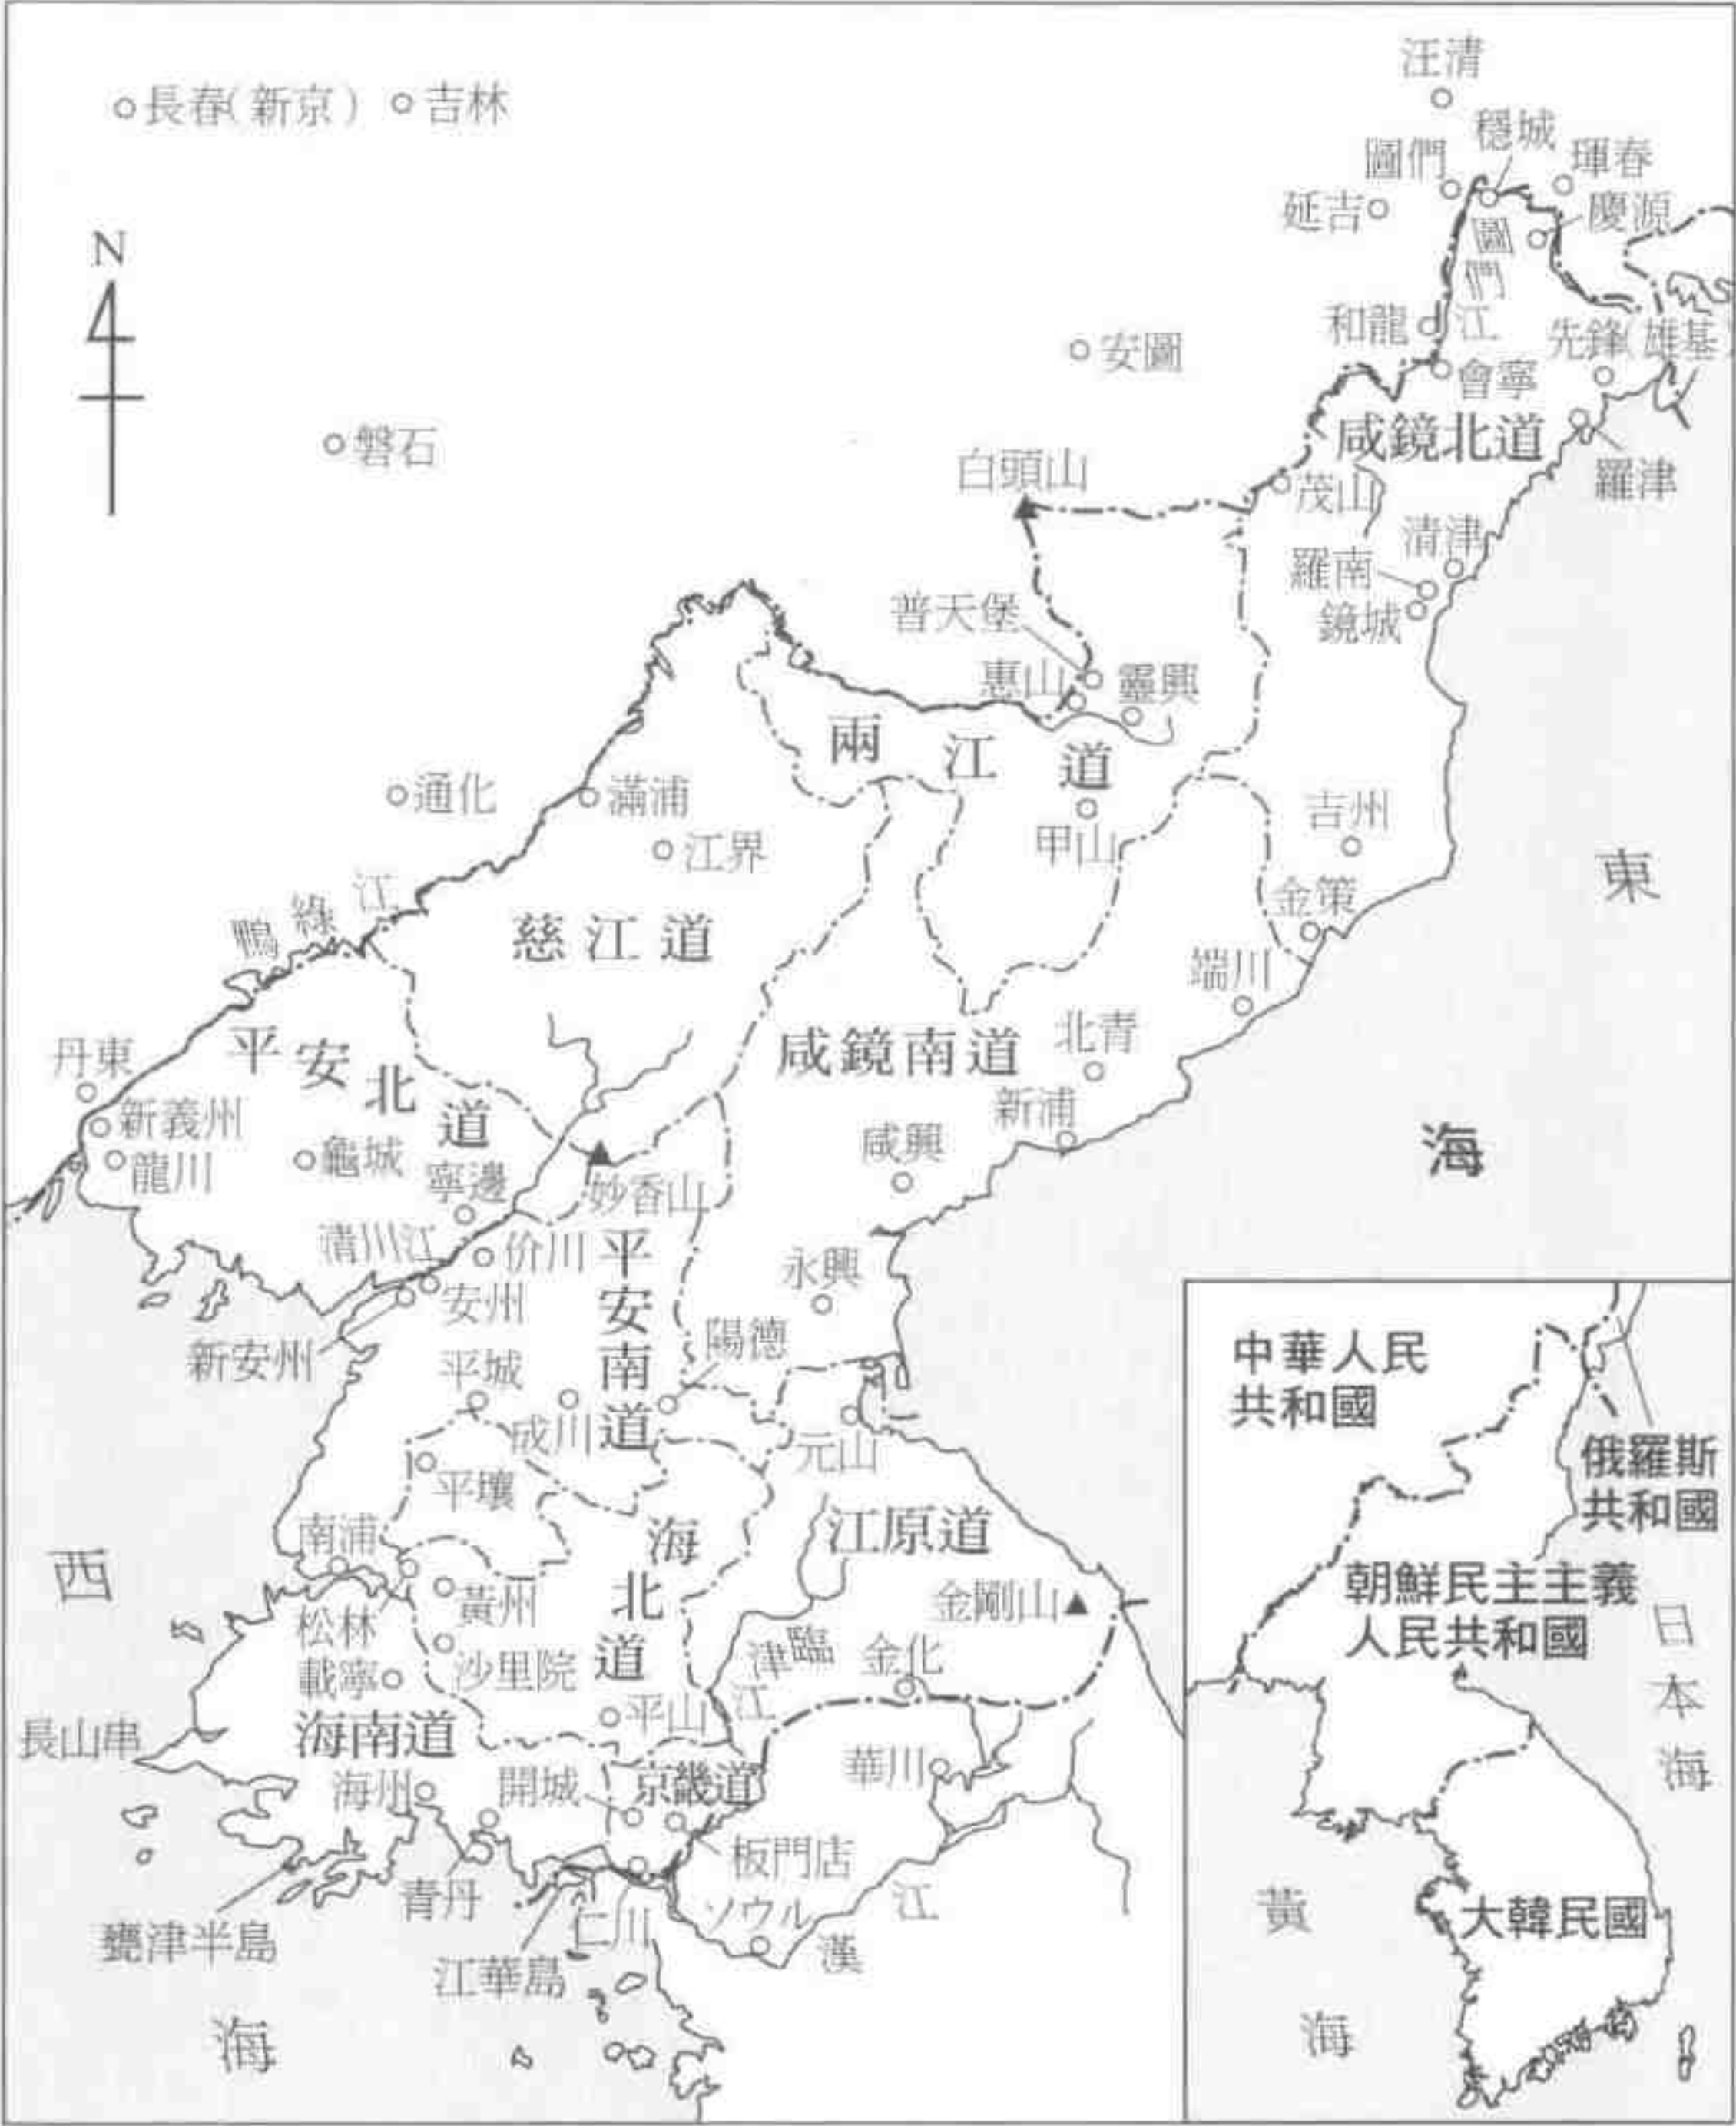 長春(新京)
吉林
汪清
穩城
圖們
琿春
延吉
慶源
N
圖們江
和龍
先鋒(雄基)
安圖
會寧
磐石
咸鏡北道
白頭山
羅津
茂山
清津
羅南
鏡城
普天堡
惠山
靈興
兩江道
通化
滿浦
江界
甲山
吉州
東海
鴨綠江
慈江道
金策
端川
丹東
平安北道
咸鏡南道
北青
新義州
新浦
龍川
龜城
寧邊
妙香山
咸興
清川江
价川
平安南道
永興
安州
新安州
陽德
平城
成川
元山
平壤
南浦
海北道
江原道
西海
松林
黃州
金剛山
載寧
沙里院
臨津江
金化
平山
長山串
海南道
海州
開城
京畿道
華川
青丹
板門店
甕津半島
江華島
仁川
ソウル
漢江
中華人民
共和國
俄羅斯
共和國
朝鮮民主主義
人民共和國
日本海
黃海
大韓民國